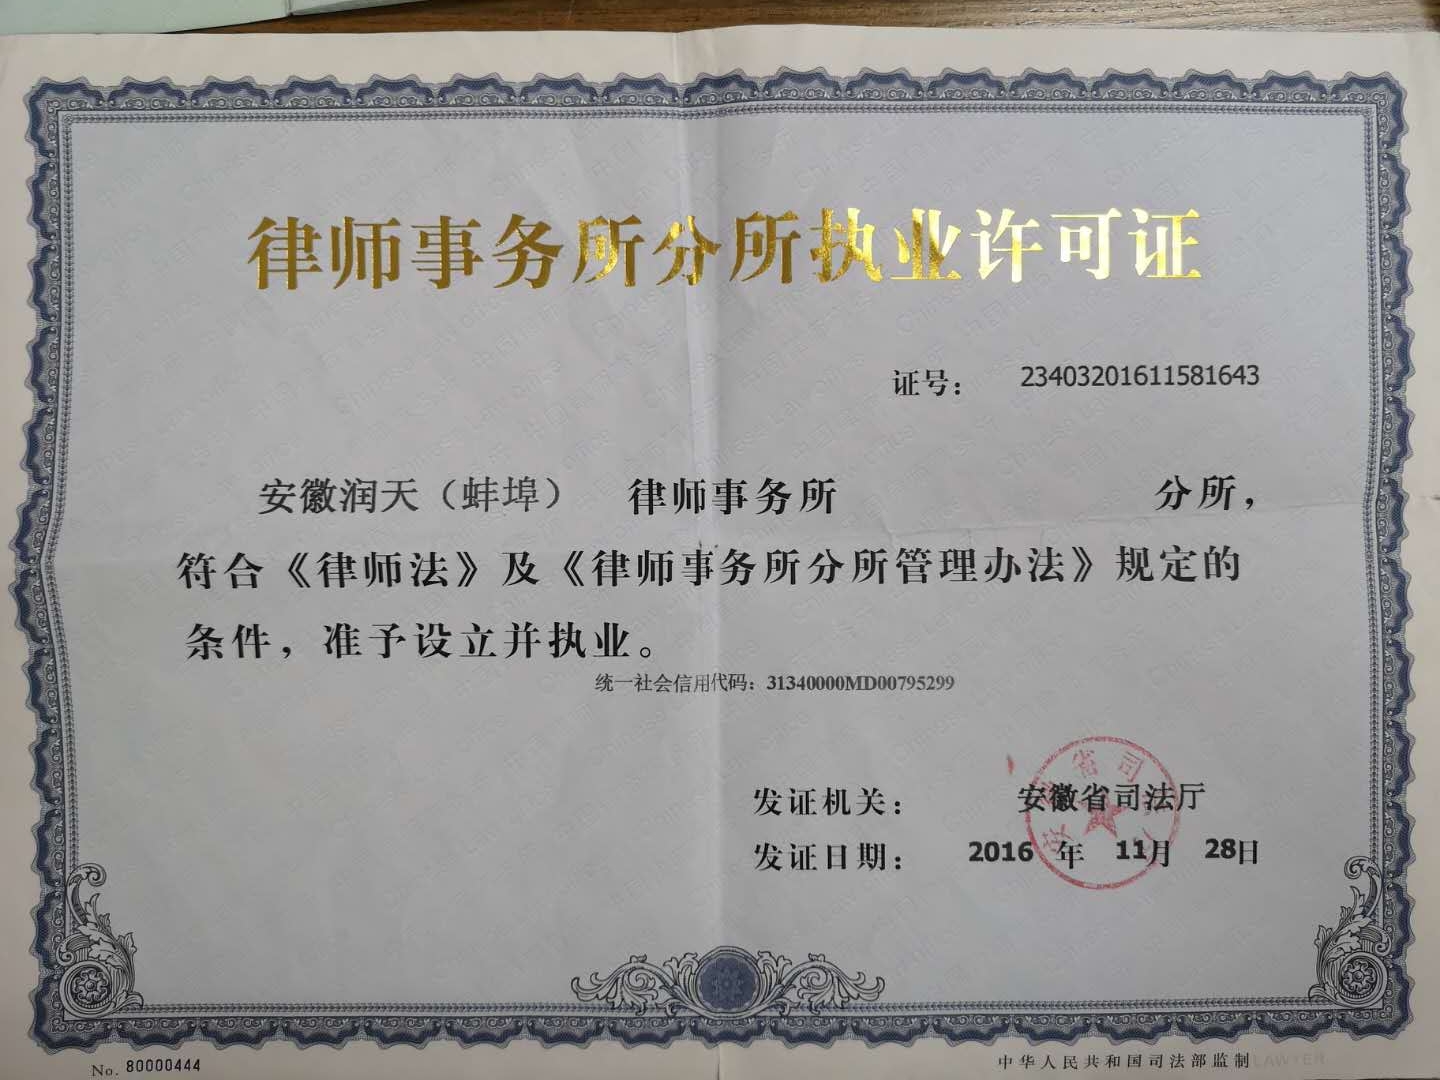 律师事务所分所执业许可证
证号： 23403201611581643
安徽润天（蚌埠） 律师事务所 分所，
符合《律师法》及《律师事务所分所管理办法》规定的
条件，准予设立并执业。
统一社会信用代码：31340000MD00795299
发证机关： 安徽省司法厅
发证日期： 2016 年 11月 28日
No. 80000444
中华人民共和国司法部监制
LAWYER